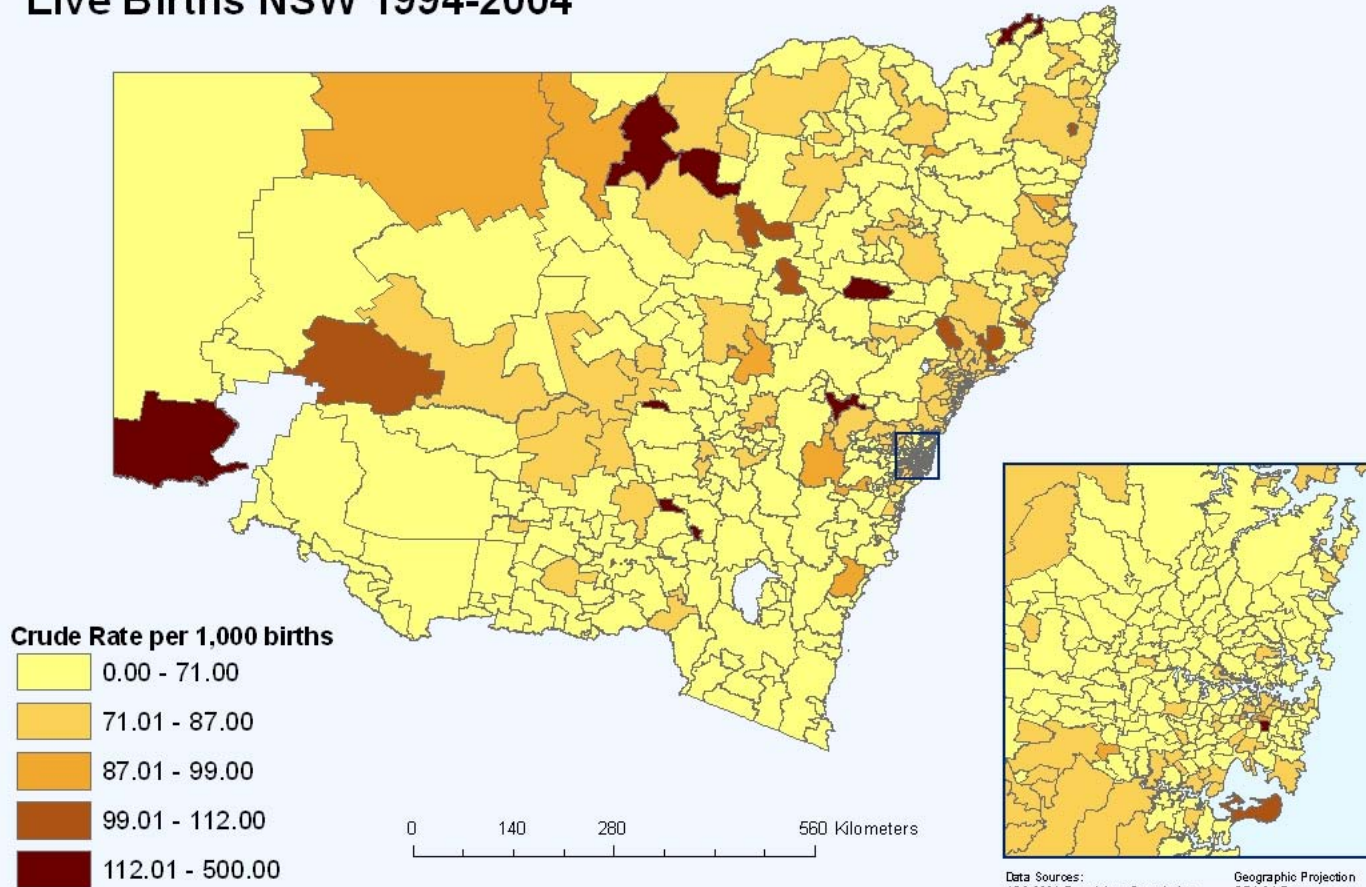 Live Births NSW 1994-2004
Crude Rate per 1,000 births
0.00 - 71.00
71.01 - 87.00
87.01 - 99.00
99.01 - 112.00
112.01 - 500.00
0 140 280 560 Kilometers
Data Sources:
Geographic Projection